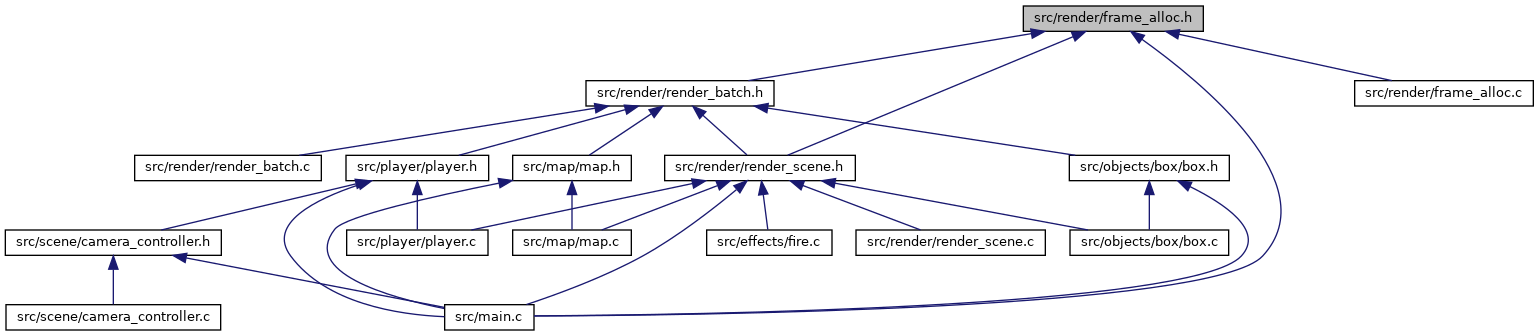 src/render/frame_alloc.h
src/render/render_batch.h
src/render/frame_alloc.c
src/render/render_batch.c
src/player/player.h
src/map/map.h
src/render/render_scene.h
src/objects/box/box.h
src/scene/camera_controller.h
src/player/player.c
src/map/map.c
src/effects/fire.c
src/render/render_scene.c
src/objects/box/box.c
src/scene/camera_controller.c
src/main.c